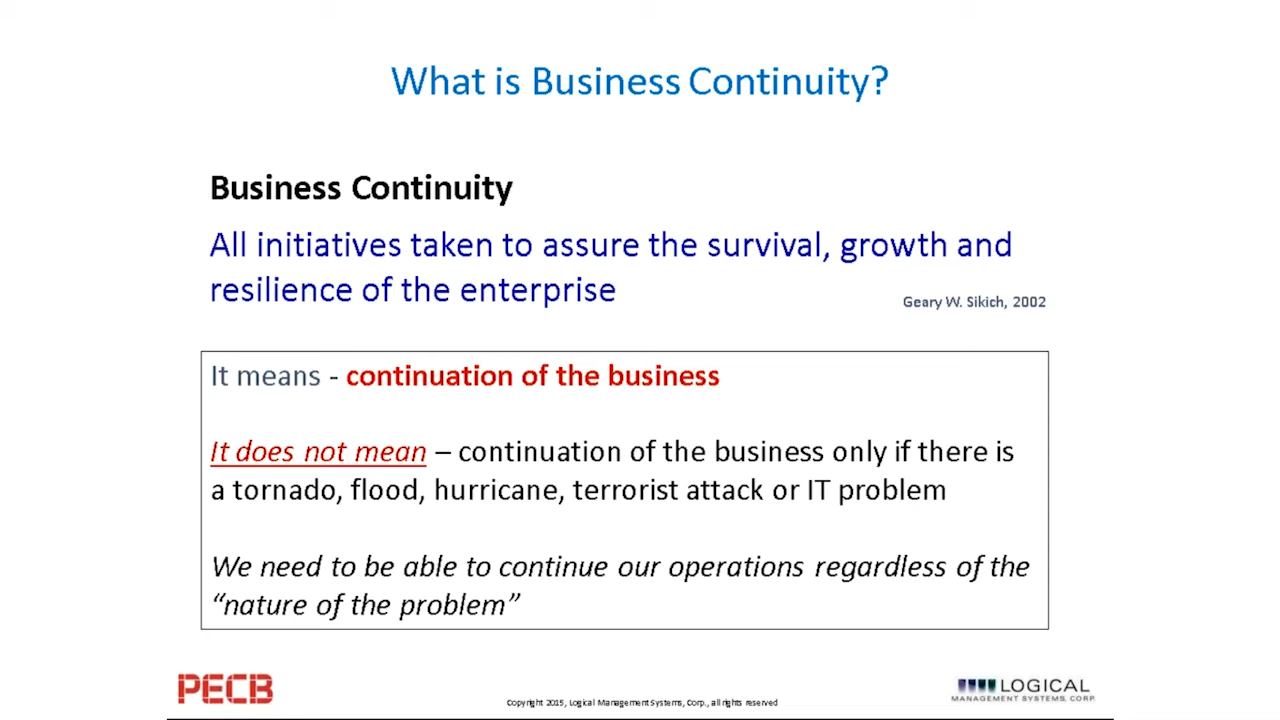 What is Business Continuity?
Business Continuity
All initiatives taken to assure the survival, growth and
resilience of the enterprise
Geary W. Sikich, 2002
It means - continuation of the business
It does not mean – continuation of the business only if there is
a tornado, flood, hurricane, terrorist attack or IT problem
We need to be able to continue our operations regardless of the
“nature of the problem”
PECB
Copyright 2015, Logical Management Systems, Corp., all rights reserved
LOGICAL
MANAGEMENT SYSTEMS, CORP.